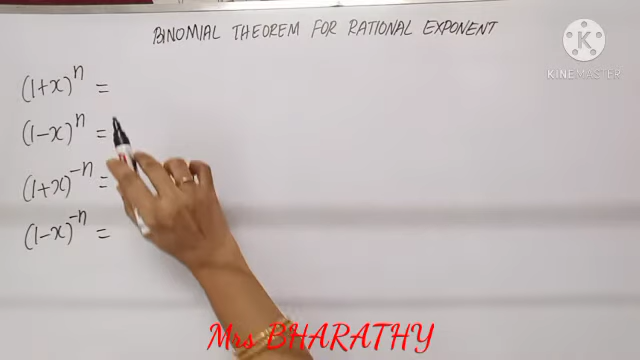 BINOMIAL THEOREM FOR RATIONAL EXPONENT
KINEMASTER
(1+x)^n =
(1-x)^n =
(1+x)^-n =
(1-x)^-n =
Mrs BHARATHY